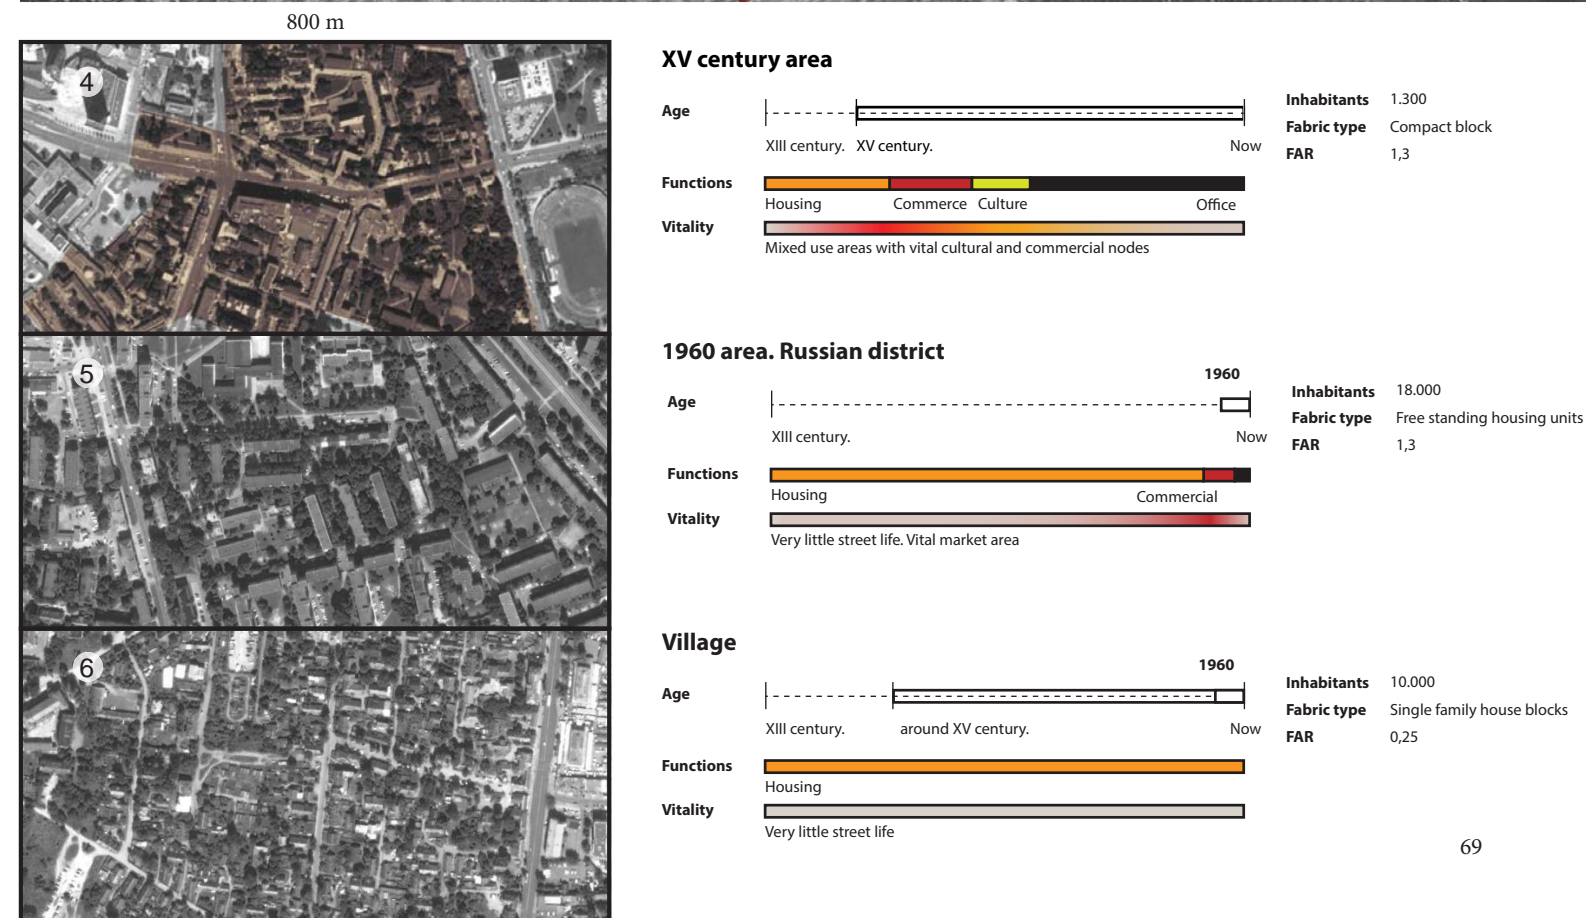 800 m
4
XV century area
Age
XIII century. XV century. Now
Functions
Housing Commerce Culture Office
Vitality
Mixed use areas with vital cultural and commercial nodes
Inhabitants 1.300
Fabric type Compact block
FAR 1,3
5
1960 area. Russian district
1960
Age
XIII century. Now
Functions
Housing Commercial
Vitality
Very little street life. Vital market area
Inhabitants 18.000
Fabric type Free standing housing units
FAR 1,3
6
Village
1960
Age
XIII century. around XV century. Now
Functions
Housing
Vitality
Very little street life
Inhabitants 10.000
Fabric type Single family house blocks
FAR 0,25
69